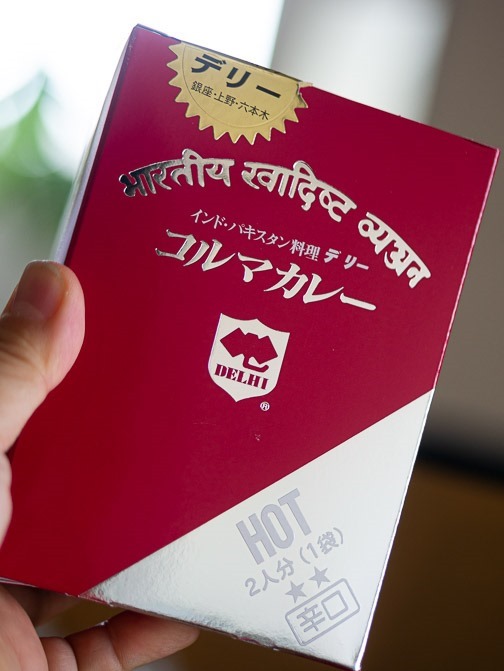 デリー
銀座・上野・六本木
भारतीय स्वादिष्ट व्यञ्जन
インド・パキスタン料理 デリー
コルマカレー
DELHI
®
HOT
2人分(1袋)
★★
辛口